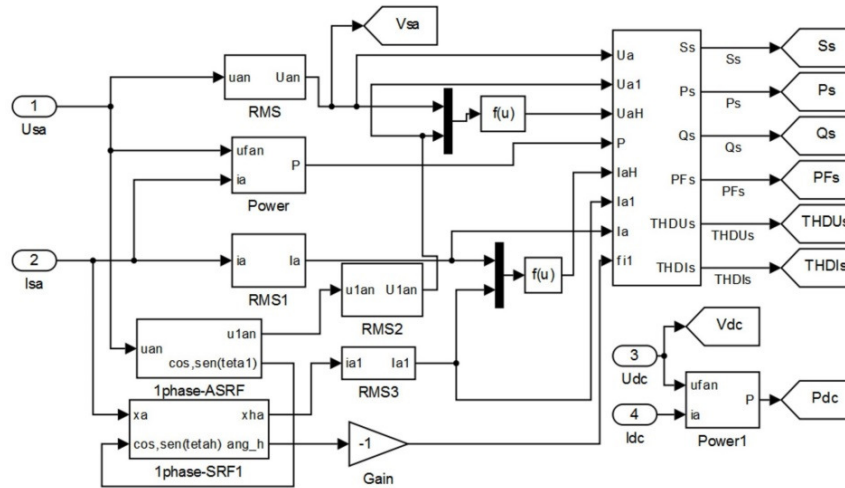 Vsa
Ss
Ua
Ss
Ss
uan
Uan
Ua1
Ps
Ps
1
RMS
f(u)
UaH
Ps
Usa
ufan
P
Qs
Qs
P
Qs
ia
IaH
PFs
PFs
Power
Ia1
PFs
THDUs
THDUs
2
ia
Ia
Ia
THDUs
Isa
RMS1
f(u)
fi1
THDIs
THDIs
u1an
U1an
THDIs
u1an
RMS2
Vdc
uan
cos,sen(teta1)
ia1
Ia1
3
1phase-ASRF
RMS3
Udc
ufan
xa
xha
P
Pdc
4
ia
cos,sen(tetah)
ang_h
-1
Idc
Power1
1phase-SRF1
Gain